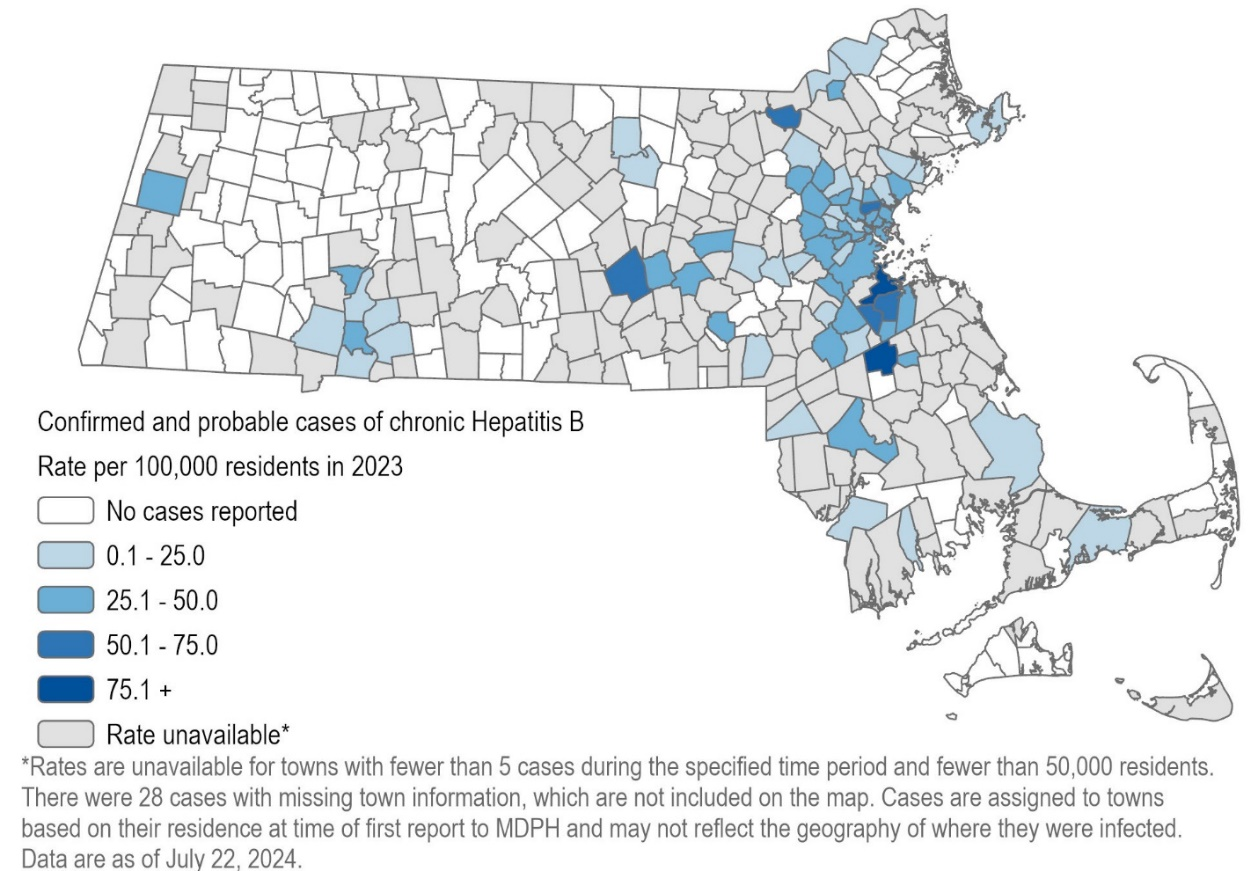 Confirmed and probable cases of chronic Hepatitis B
Rate per 100,000 residents in 2023
No cases reported
0.1 - 25.0
25.1 - 50.0
50.1 - 75.0
75.1 +
Rate unavailable*
*Rates are unavailable for towns with fewer than 5 cases during the specified time period and fewer than 50,000 residents.
There were 28 cases with missing town information, which are not included on the map. Cases are assigned to towns
based on their residence at time of first report to MDPH and may not reflect the geography of where they were infected.
Data are as of July 22, 2024.